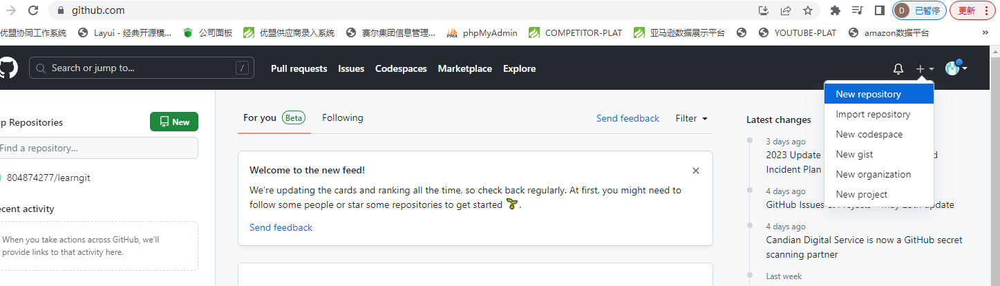 github.com
D 已暂停
更新
优盟协同工作系统
Layui - 经典开源模...
公司面板
优盟供应商录入系统
赛尔集团信息管理...
phpMyAdmin
COMPETITOR-PLAT
亚马逊数据展示平台
YOUTUBE-PLAT
amazon数据平台
»
Search or jump to...
/
Pull requests
Issues
Codespaces
Marketplace
Explore
New repository
Import repository
New codespace
New gist
New organization
New project
p Repositories
New
Find a repository…
804874277/learngit
ecent activity
When you take actions across GitHub, we’ll
provide links to that activity here.
For you Beta
Following
Send feedback
Filter
Welcome to the new feed!
We’re updating the cards and ranking all the time, so check back regularly. At first, you might need to
follow some people or star some repositories to get started 🌱.
Send feedback
Latest changes
3 days ago
2023 Update d
Incident Plan
4 days ago
GitHub Issues & Projects – May 25th update
4 days ago
Candian Digital Service is now a GitHub secret
scanning partner
Last week